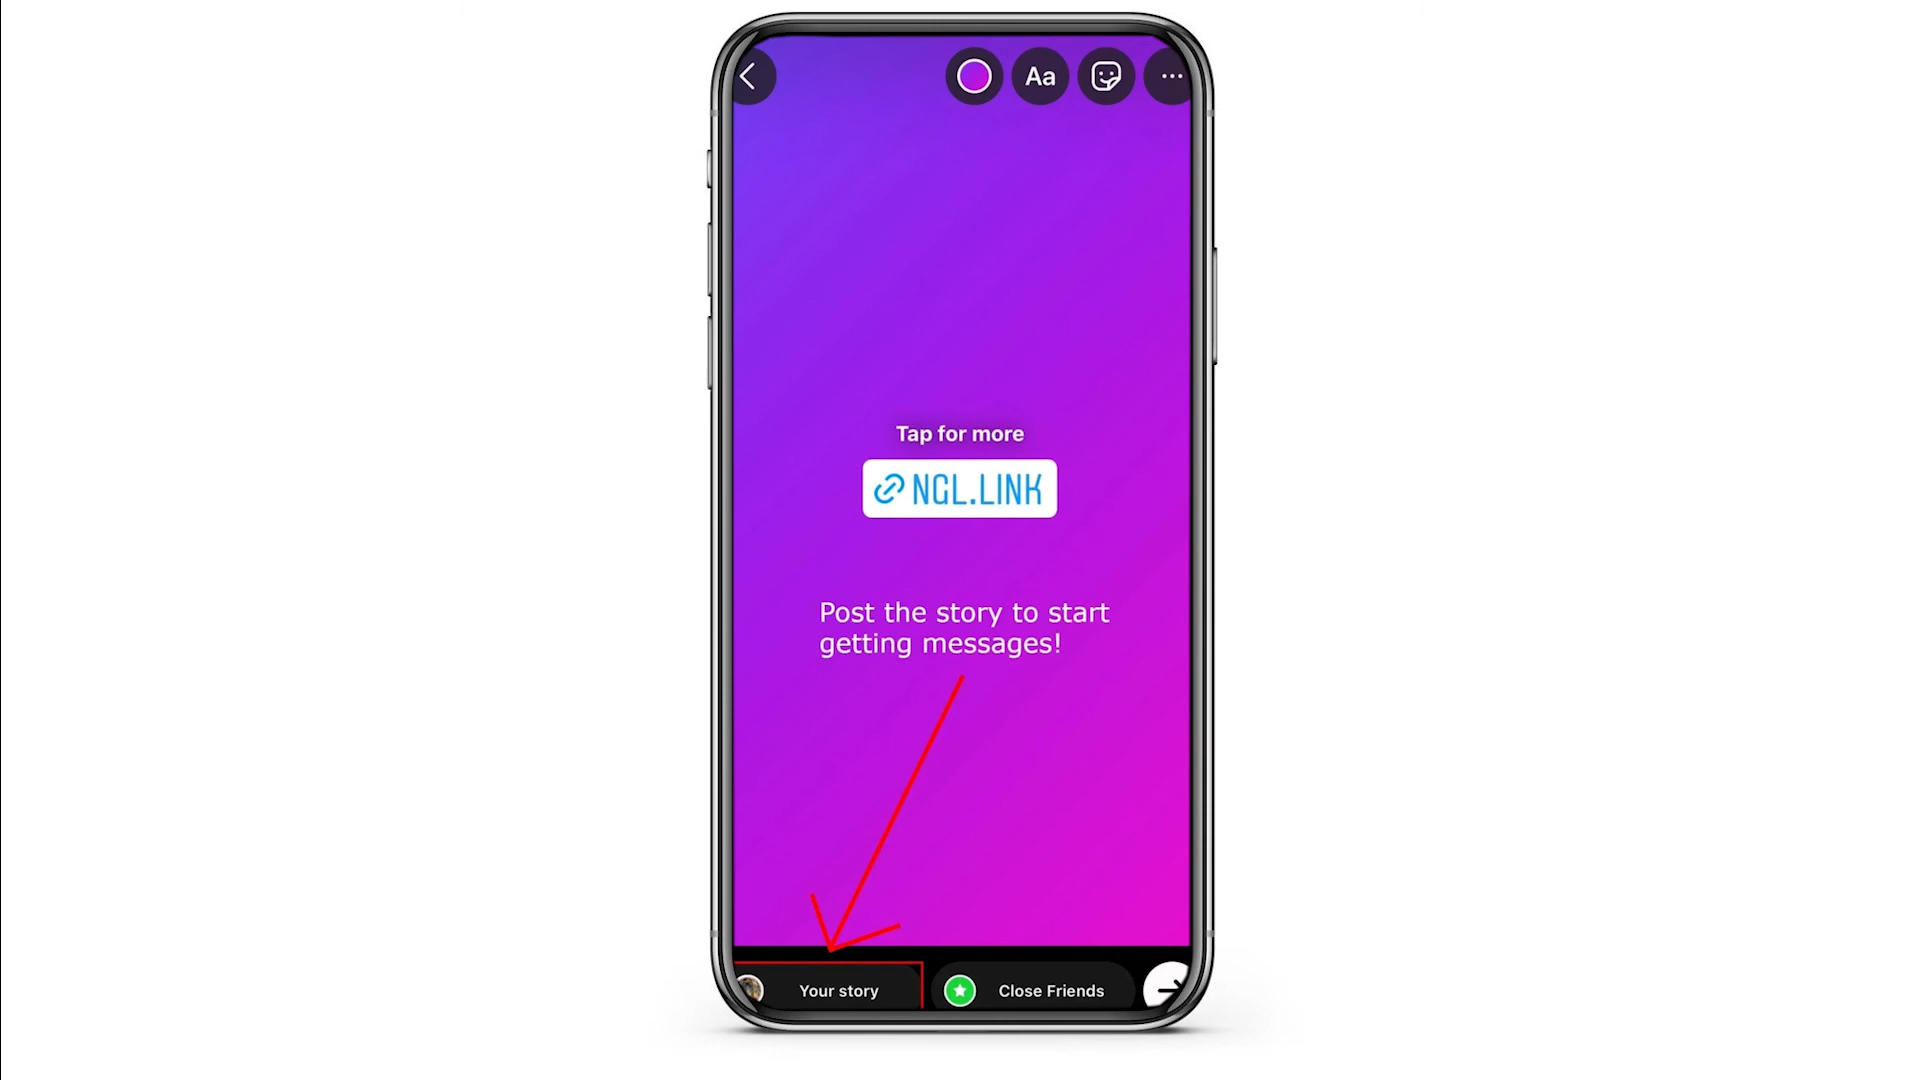 Aa
Tap for more
NGL.LINK
Post the story to start
getting messages!
Your story
Close Friends